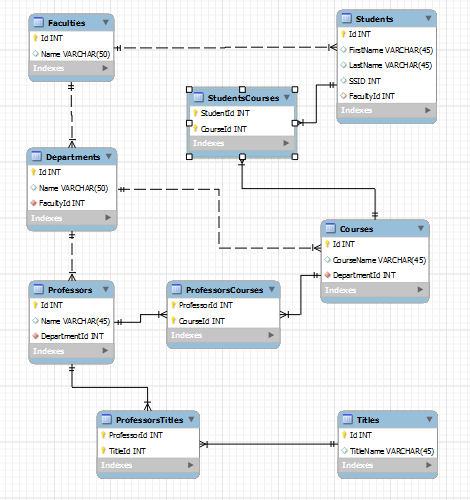 Faculties
Id INT
Name VARCHAR(50)
Indexes
Students
Id INT
FirstName VARCHAR(45)
LastName VARCHAR(45)
SSID INT
FacultyId INT
Indexes
StudentsCourses
StudentId INT
CourseId INT
Indexes
Departments
Id INT
Name VARCHAR(50)
FacultyId INT
Indexes
Courses
Id INT
CourseName VARCHAR(45)
DepartmentId INT
Indexes
Professors
Id INT
Name VARCHAR(45)
DepartmentId INT
Indexes
ProfessorsCourses
ProfessorId INT
CourseId INT
Indexes
ProfessorsTitles
ProfessorId INT
TitleId INT
Indexes
Titles
Id INT
TitleName VARCHAR(45)
Indexes